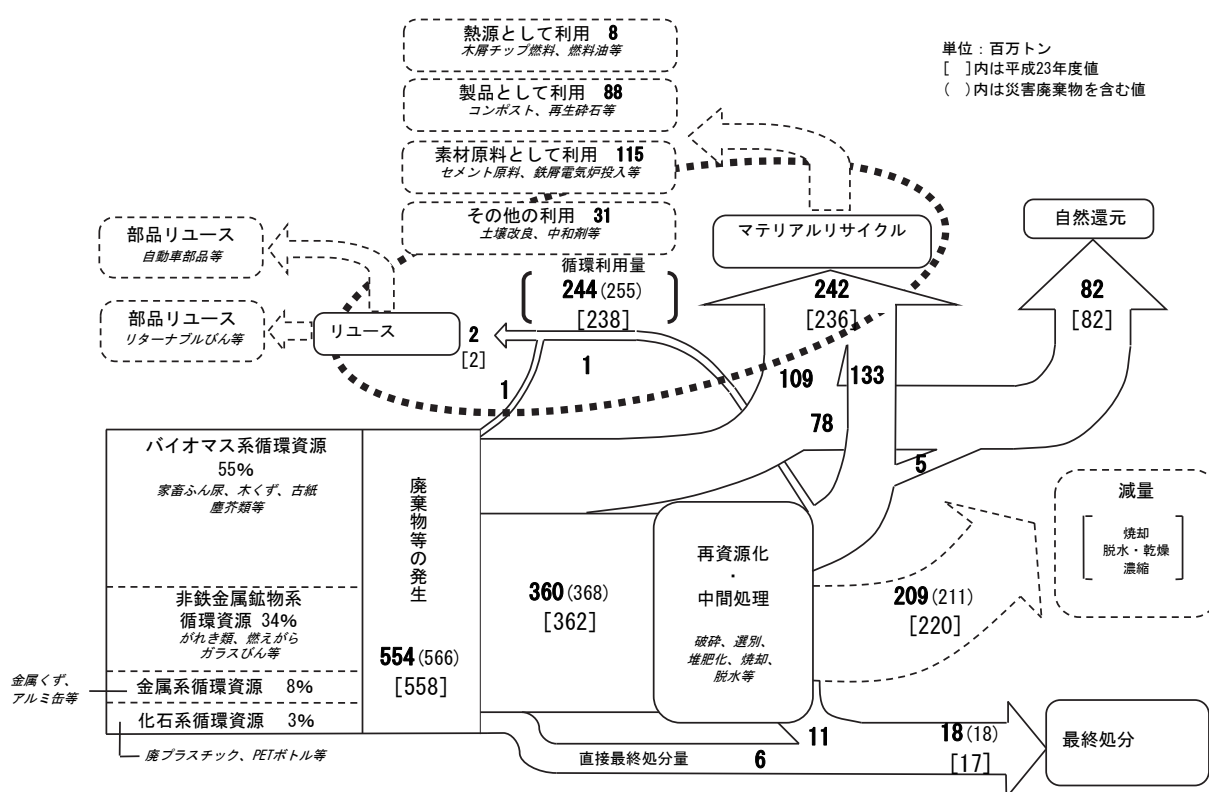 熱源として利用 8
木屑チップ燃料、燃料油等
単位：百万トン
[ ]内は平成23年度値
( )内は災害廃棄物を含む値
製品として利用 88
コンポスト、再生砕石等
素材原料として利用 115
セメント原料、鉄屑電気炉投入等
その他の利用 31
土壌改良、中和剤等
部品リユース
自動車部品等
マテリアルリサイクル
自然還元
循環利用量
244(255)
[238]
242
[236]
82
[82]
部品リユース
リターナブルびん等
リユース
2
[2]
1
1
109
133
78
5
バイオマス系循環資源
55%
家畜ふん尿、木くず、古紙
塵芥類等
廃棄物等の発生
減量
焼却
脱水・乾燥
濃縮
再資源化
・
中間処理
破砕、選別、
堆肥化、焼却、
脱水等
360(368)
[362]
209(211)
[220]
非鉄金属鉱物系
循環資源 34%
がれき類、燃えがら
ガラスびん等
554(566)
[558]
金属くず、
アルミ缶等
金属系循環資源 8%
化石系循環資源 3%
廃プラスチック、PETボトル等
直接最終処分量 6
11
18(18)
[17]
最終処分